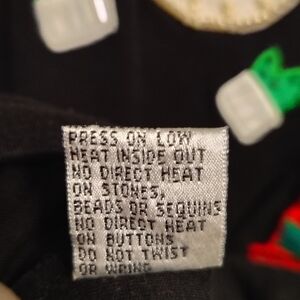 PRESS ON LOW
HEAT INSIDE OUT
NO DIRECT HEAT
ON STONES,
BEADS OR SEQUINS
NO DIRECT HEAT
ON BUTTONS
DO NOT TWIST
OR WRING